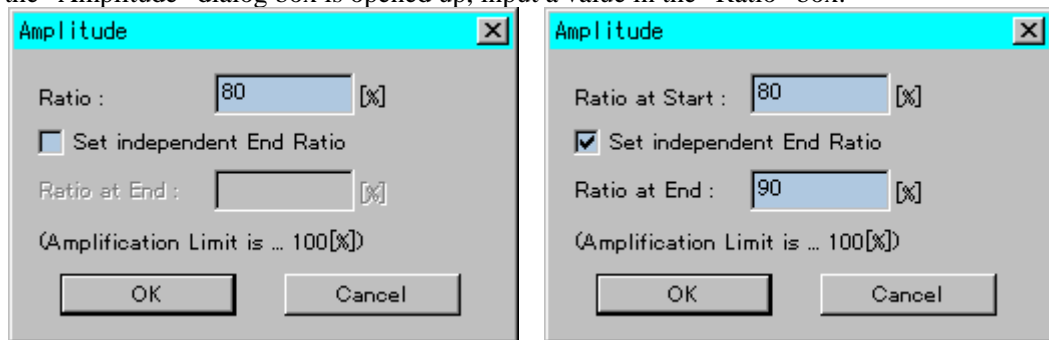 the "Amplitude" dialog box is opened up, input a value in the "Ratio" box.
Amplitude
Ratio : 80 [%]
Set independent End Ratio
Ratio at End : [%]
(Amplification Limit is ... 100[%])
OK Cancel
Amplitude
Ratio at Start : 80 [%]
Set independent End Ratio
Ratio at End : 90 [%]
(Amplification Limit is ... 100[%])
OK Cancel